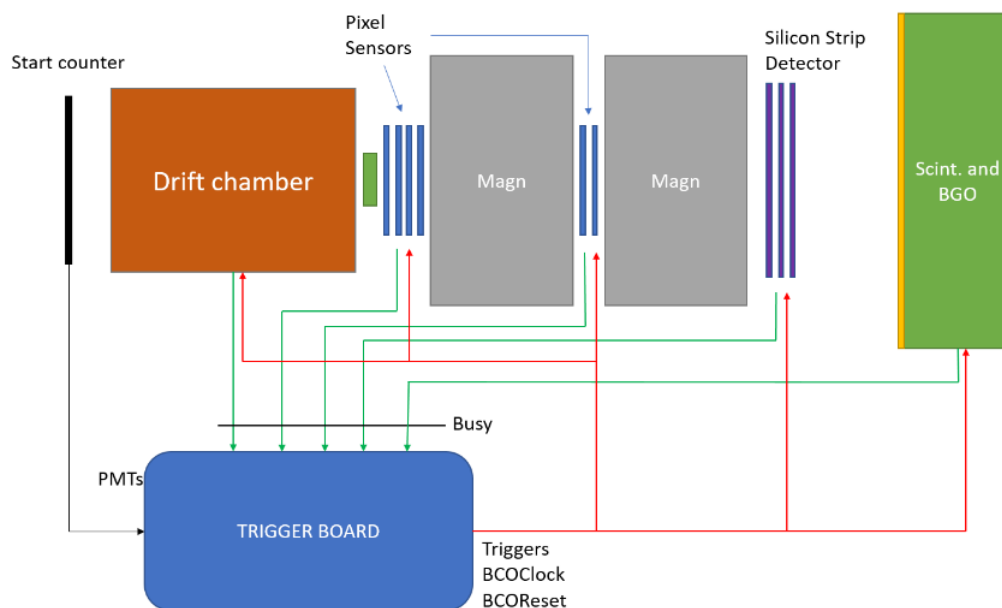 Start counter
Pixel
Sensors
Silicon Strip
Detector
Drift chamber
Magn
Magn
Scint. and
BGO
Busy
PMTs
TRIGGER BOARD
Triggers
BCOClock
BCOReset